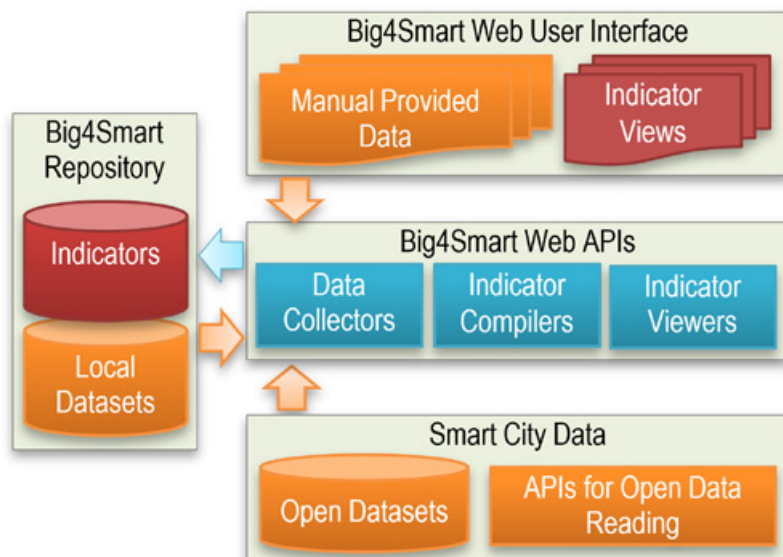 Big4Smart Web User Interface
Manual Provided
Data
Indicator
Views
Big4Smart
Repository
Indicators
Local
Datasets
Big4Smart Web APIs
Data
Collectors
Indicator
Compilers
Indicator
Viewers
Smart City Data
Open Datasets
APIs for Open Data
Reading